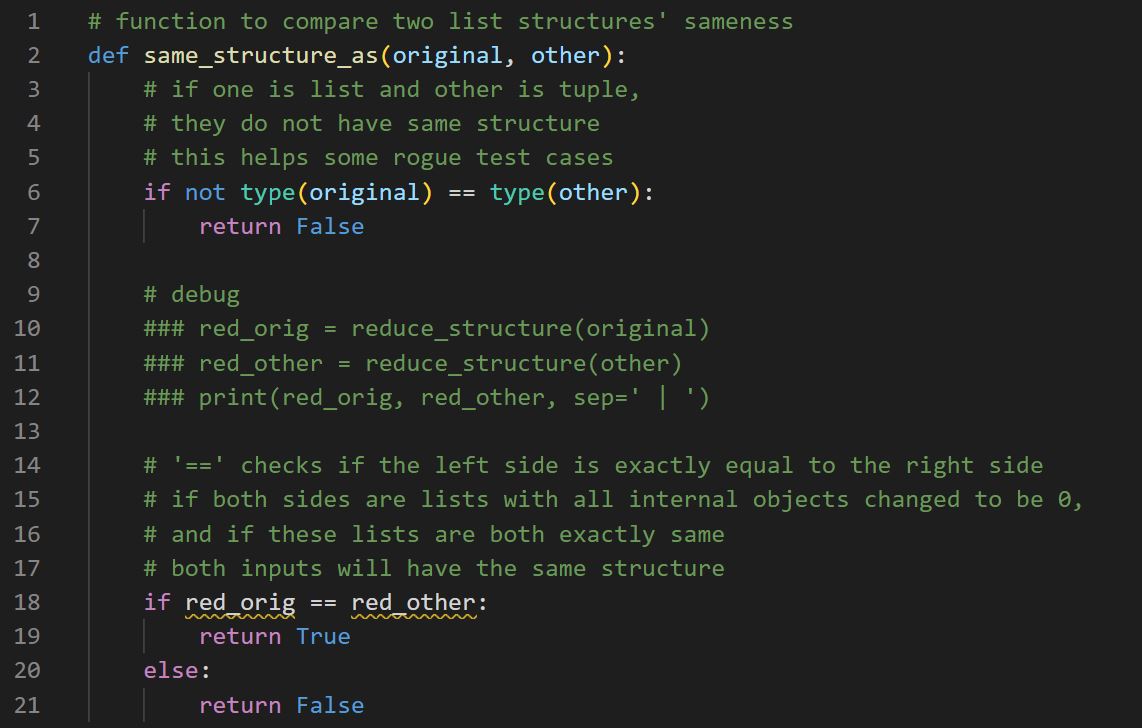 1 # function to compare two list structures' sameness
2 def same_structure_as(original, other):
3 # if one is list and other is tuple,
4 # they do not have same structure
5 # this helps some rogue test cases
6 if not type(original) == type(other):
7 return False
8
9 # debug
10 ### red_orig = reduce_structure(original)
11 ### red_other = reduce_structure(other)
12 ### print(red_orig, red_other, sep=' | ')
13
14 # '==' checks if the left side is exactly equal to the right side
15 # if both sides are lists with all internal objects changed to be 0,
16 # and if these lists are both exactly same
17 # both inputs will have the same structure
18 if red_orig == red_other:
19 return True
20 else:
21 return False